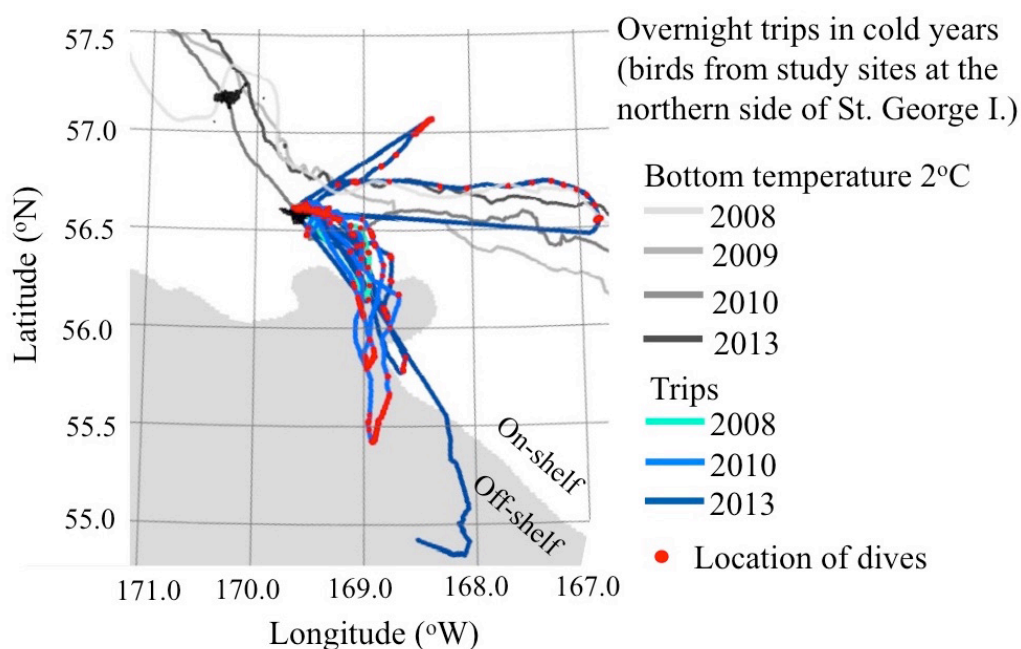 Overnight trips in cold years
(birds from study sites at the
northern side of St. George I.)
Bottom temperature 2°C
2008
2009
2010
2013
Trips
2008
2010
2013
Location of dives
Latitude (°N)
57.5
57.0
56.5
56.0
55.5
55.0
On-shelf
Off-shelf
171.0 170.0 169.0 168.0 167.0
Longitude (°W)